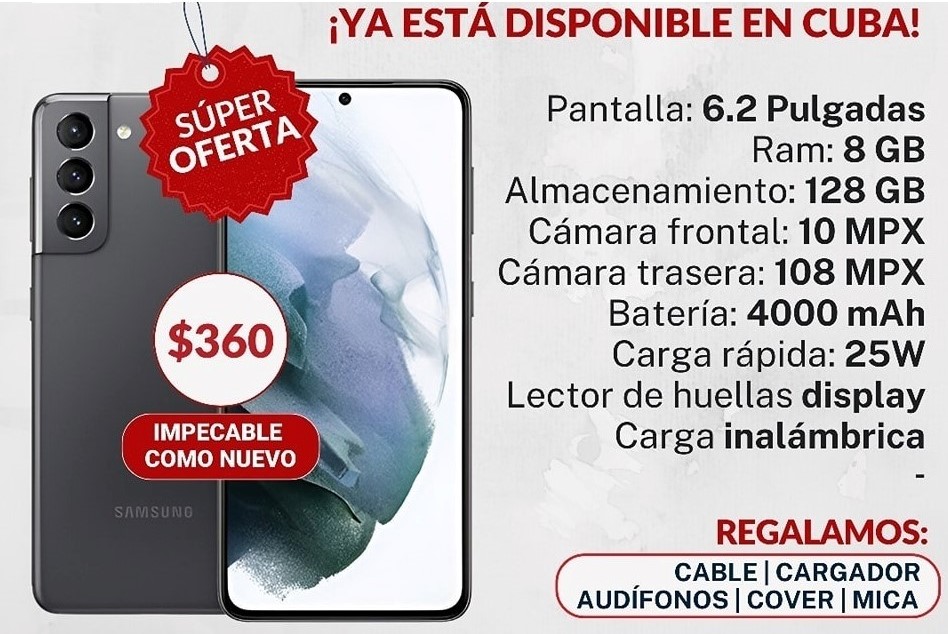 ¡YA ESTÁ DISPONIBLE EN CUBA!
SÚPER
OFERTA
Pantalla: 6.2 Pulgadas
Ram: 8 GB
Almacenamiento: 128 GB
Cámara frontal: 10 MPX
Cámara trasera: 108 MPX
Batería: 4000 mAh
Carga rápida: 25W
Lector de huellas display
Carga inalámbrica
-
$360
IMPECABLE
COMO NUEVO
SAMSUNG
REGALAMOS:
CABLE | CARGADOR
AUDÍFONOS | COVER | MICA